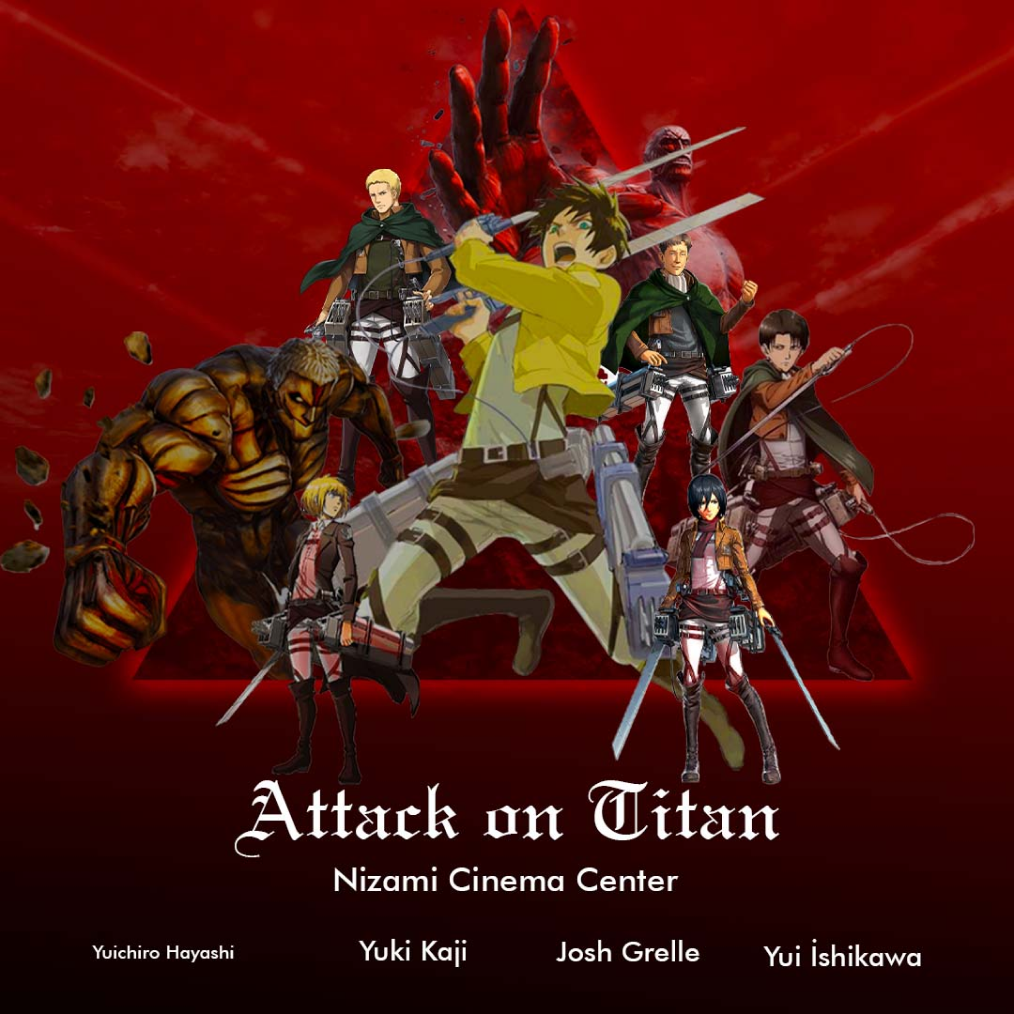 Attack on Titan
Nizami Cinema Center
Yuichiro Hayashi
Yuki Kaji
Josh Grelle
Yui İshikawa